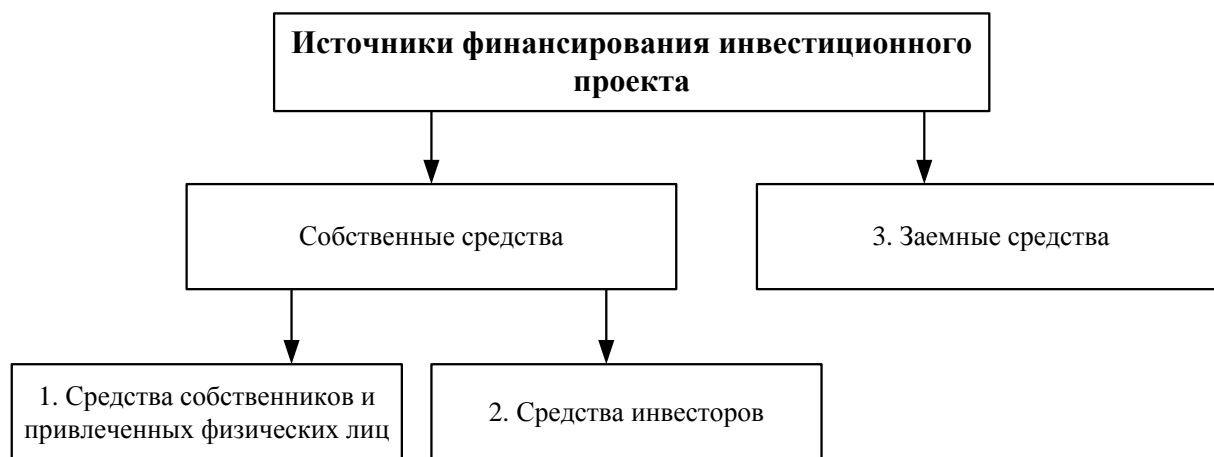 Источники финансирования инвестиционного
проекта
Собственные средства
3. Заемные средства
1. Средства собственников и
привлеченных физических лиц
2. Средства инвесторов